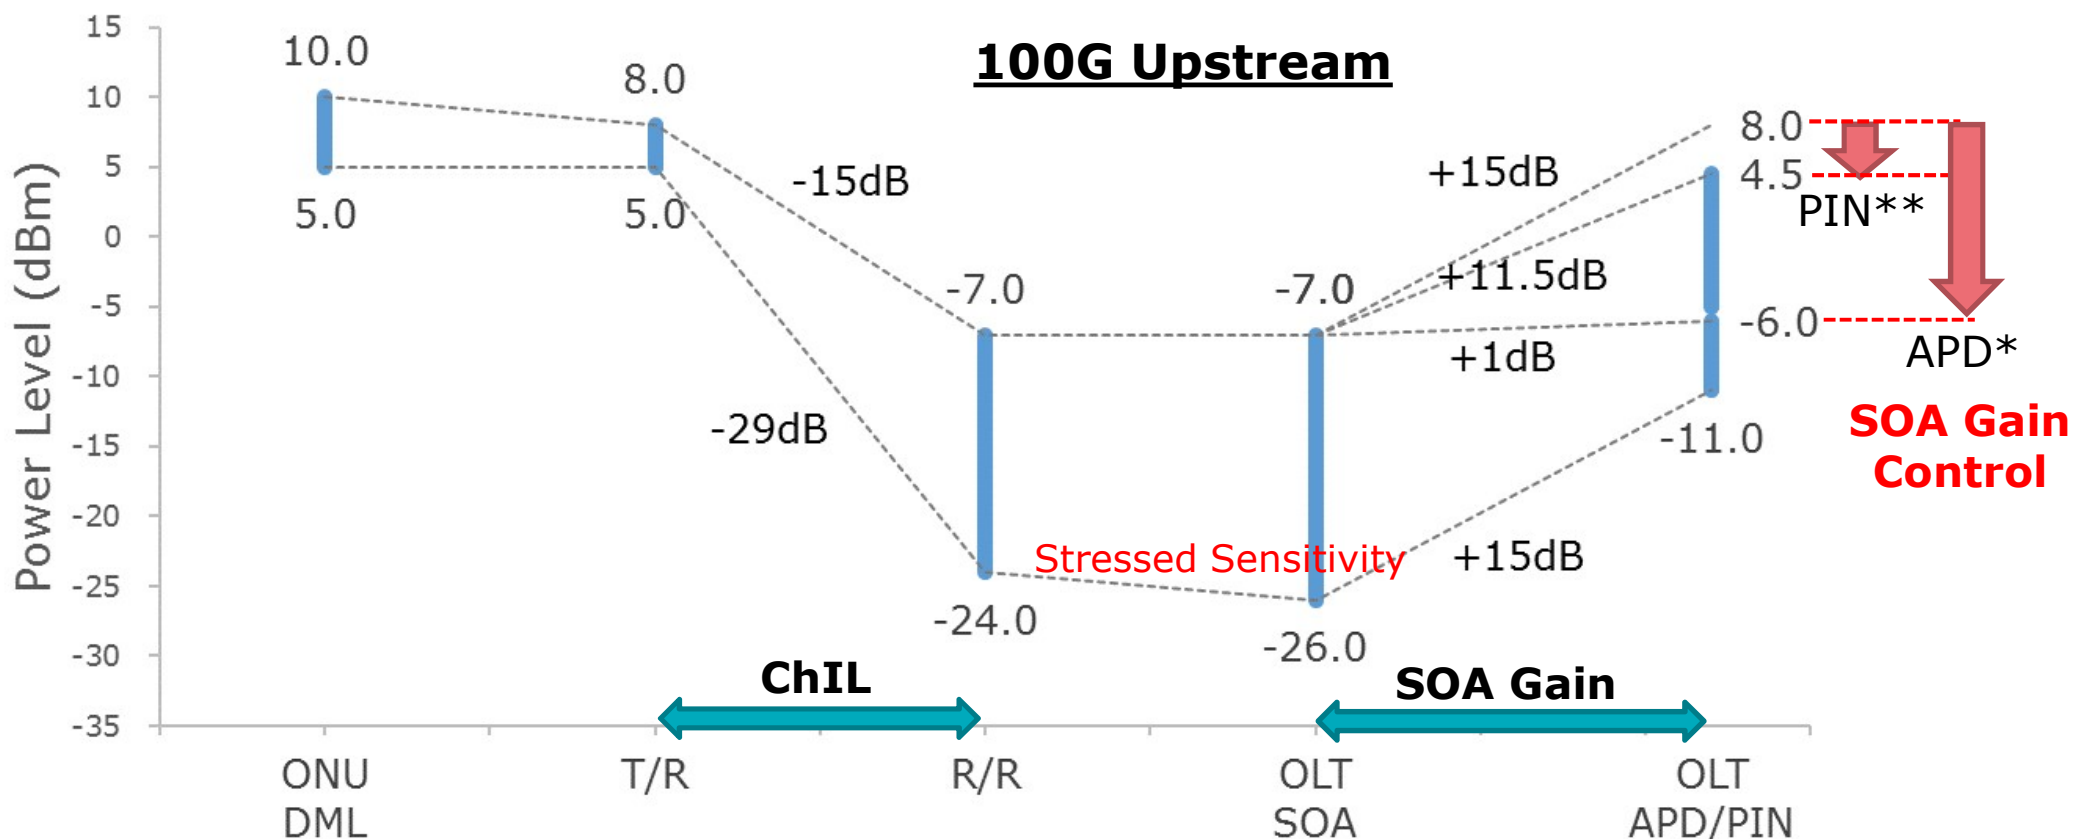 100G Upstream
Power Level (dBm)
15
10
5
0
-5
-10
-15
-20
-25
-30
-35
10.0
5.0
8.0
5.0
-15dB
-29dB
-7.0
-24.0
Stressed Sensitivity
-7.0
-26.0
+15dB
+11.5dB
+1dB
+15dB
8.0
4.5
PIN**
-6.0
APD*
-11.0
SOA Gain
Control
ChIL
SOA Gain
ONU
DML
T/R
R/R
OLT
SOA
OLT
APD/PIN